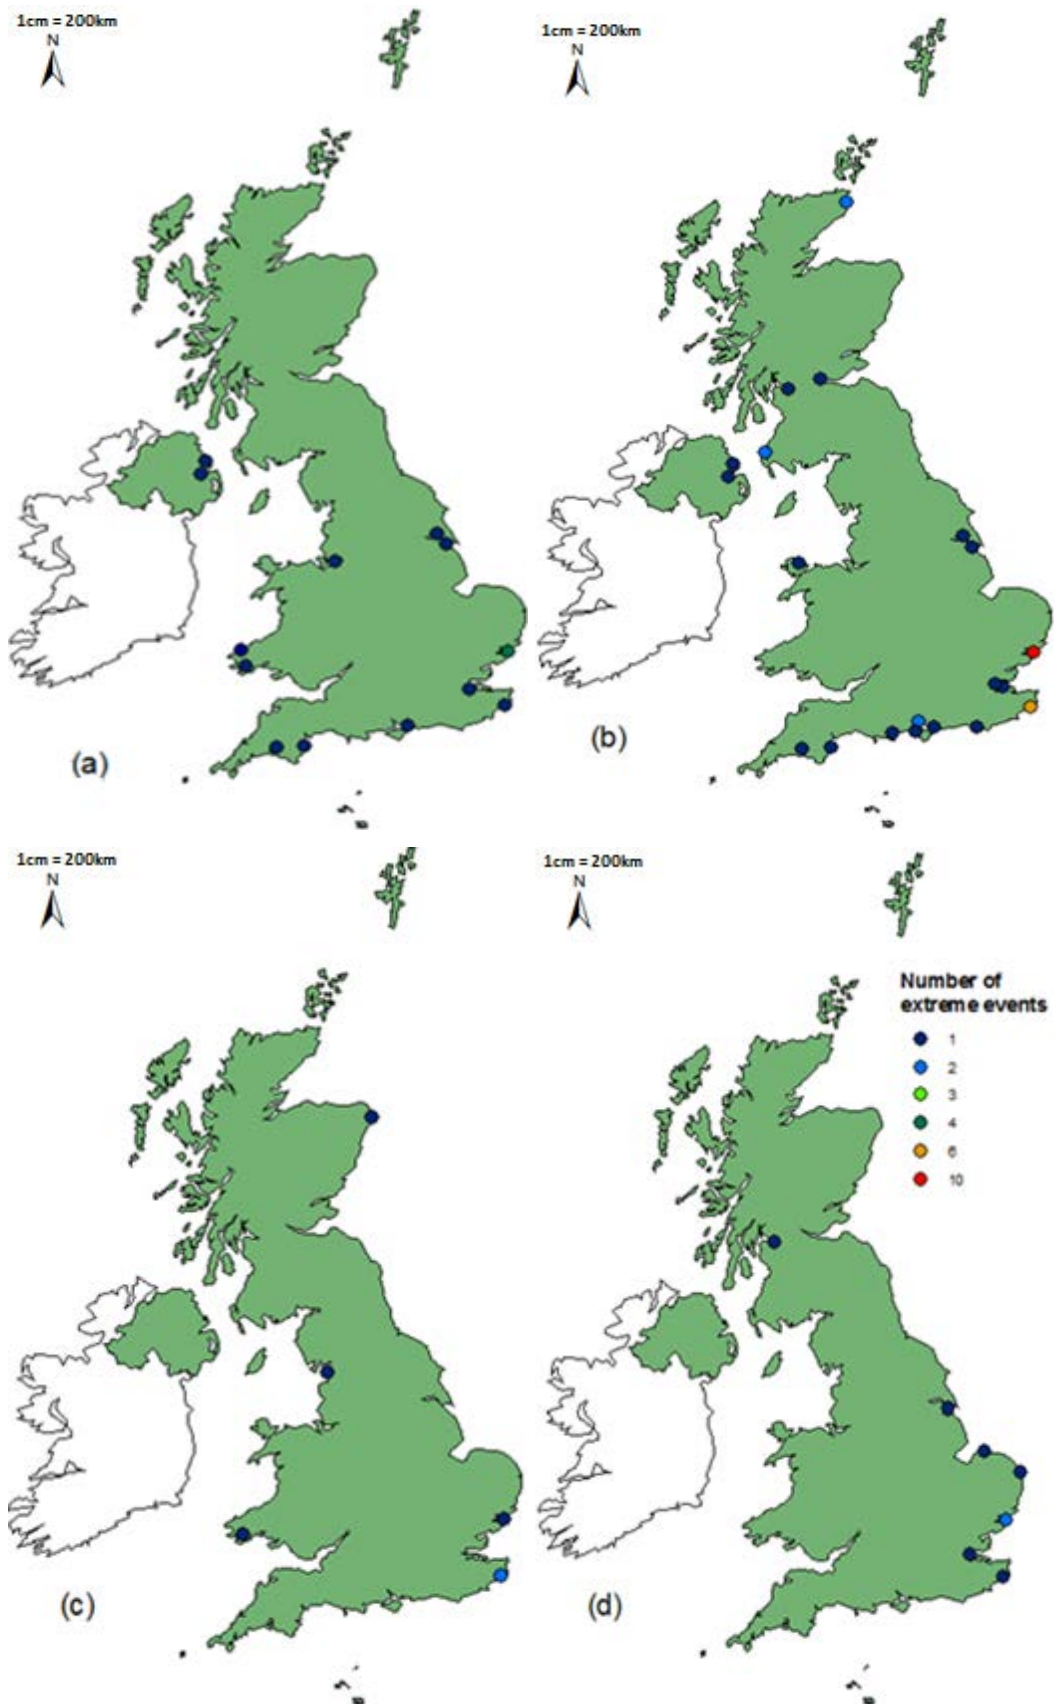 1cm = 200km
N
(a)
1cm = 200km
N
(b)
1cm = 200km
N
(c)
1cm = 200km
N
Number of
extreme events
1
2
3
4
6
10
(d)